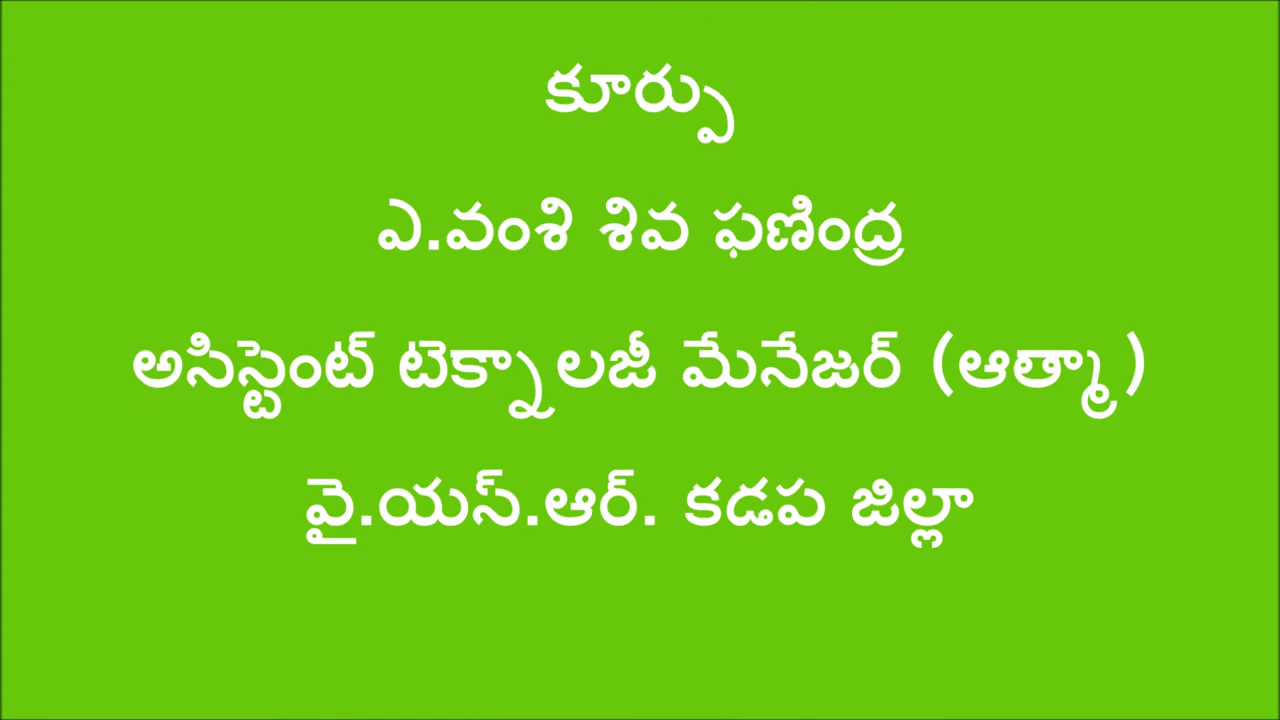 కూర్పు
ఎ.వంశి శివ ఫణింద్ర
అసిస్టెంట్ టెక్నాలజీ మేనేజర్ (ఆత్మా)
వై.యస్.ఆర్. కడప జిల్లా